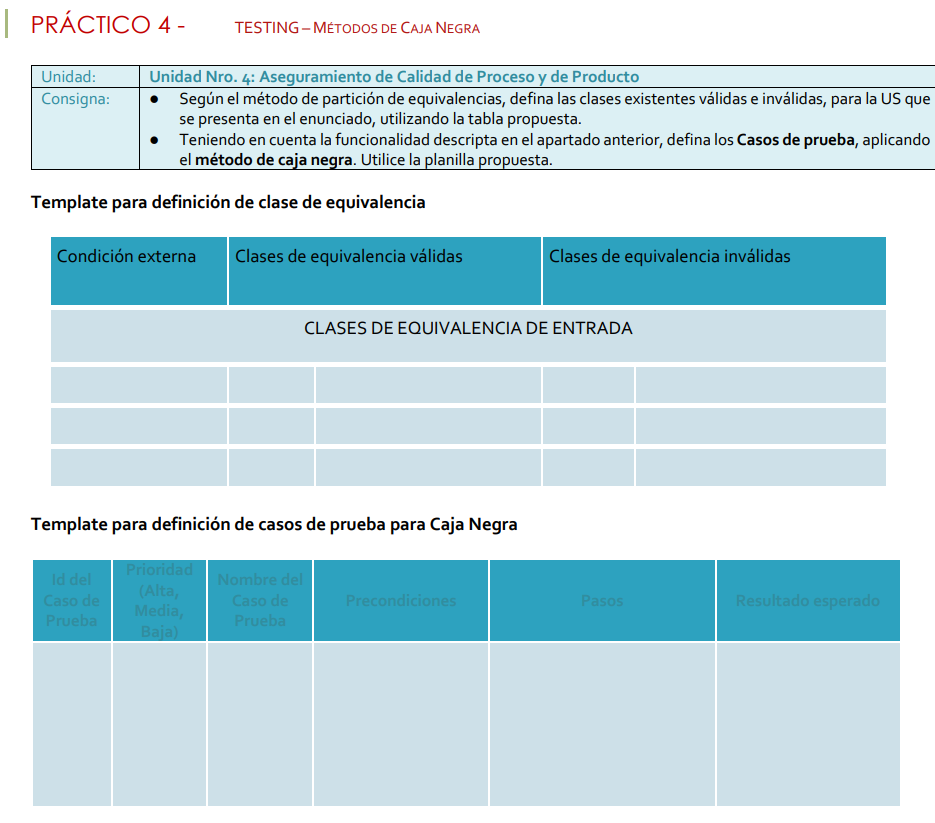 PRÁCTICO 4 - TESTING – MÉTODOS DE CAJA NEGRA
Unidad: Unidad Nro. 4: Aseguramiento de Calidad de Proceso y de Producto
Consigna: ● Según el método de partición de equivalencias, defina las clases existentes válidas e inválidas, para la US que
se presenta en el enunciado, utilizando la tabla propuesta.
● Teniendo en cuenta la funcionalidad descripta en el apartado anterior, defina los Casos de prueba, aplicando
el método de caja negra. Utilice la planilla propuesta.
Template para definición de clase de equivalencia
Condición externa Clases de equivalencia válidas Clases de equivalencia inválidas
CLASES DE EQUIVALENCIA DE ENTRADA
Template para definición de casos de prueba para Caja Negra
Id del
Caso de
Prueba
Prioridad
(Alta,
Media,
Baja)
Nombre del
Caso de
Prueba
Precondiciones
Pasos
Resultado esperado